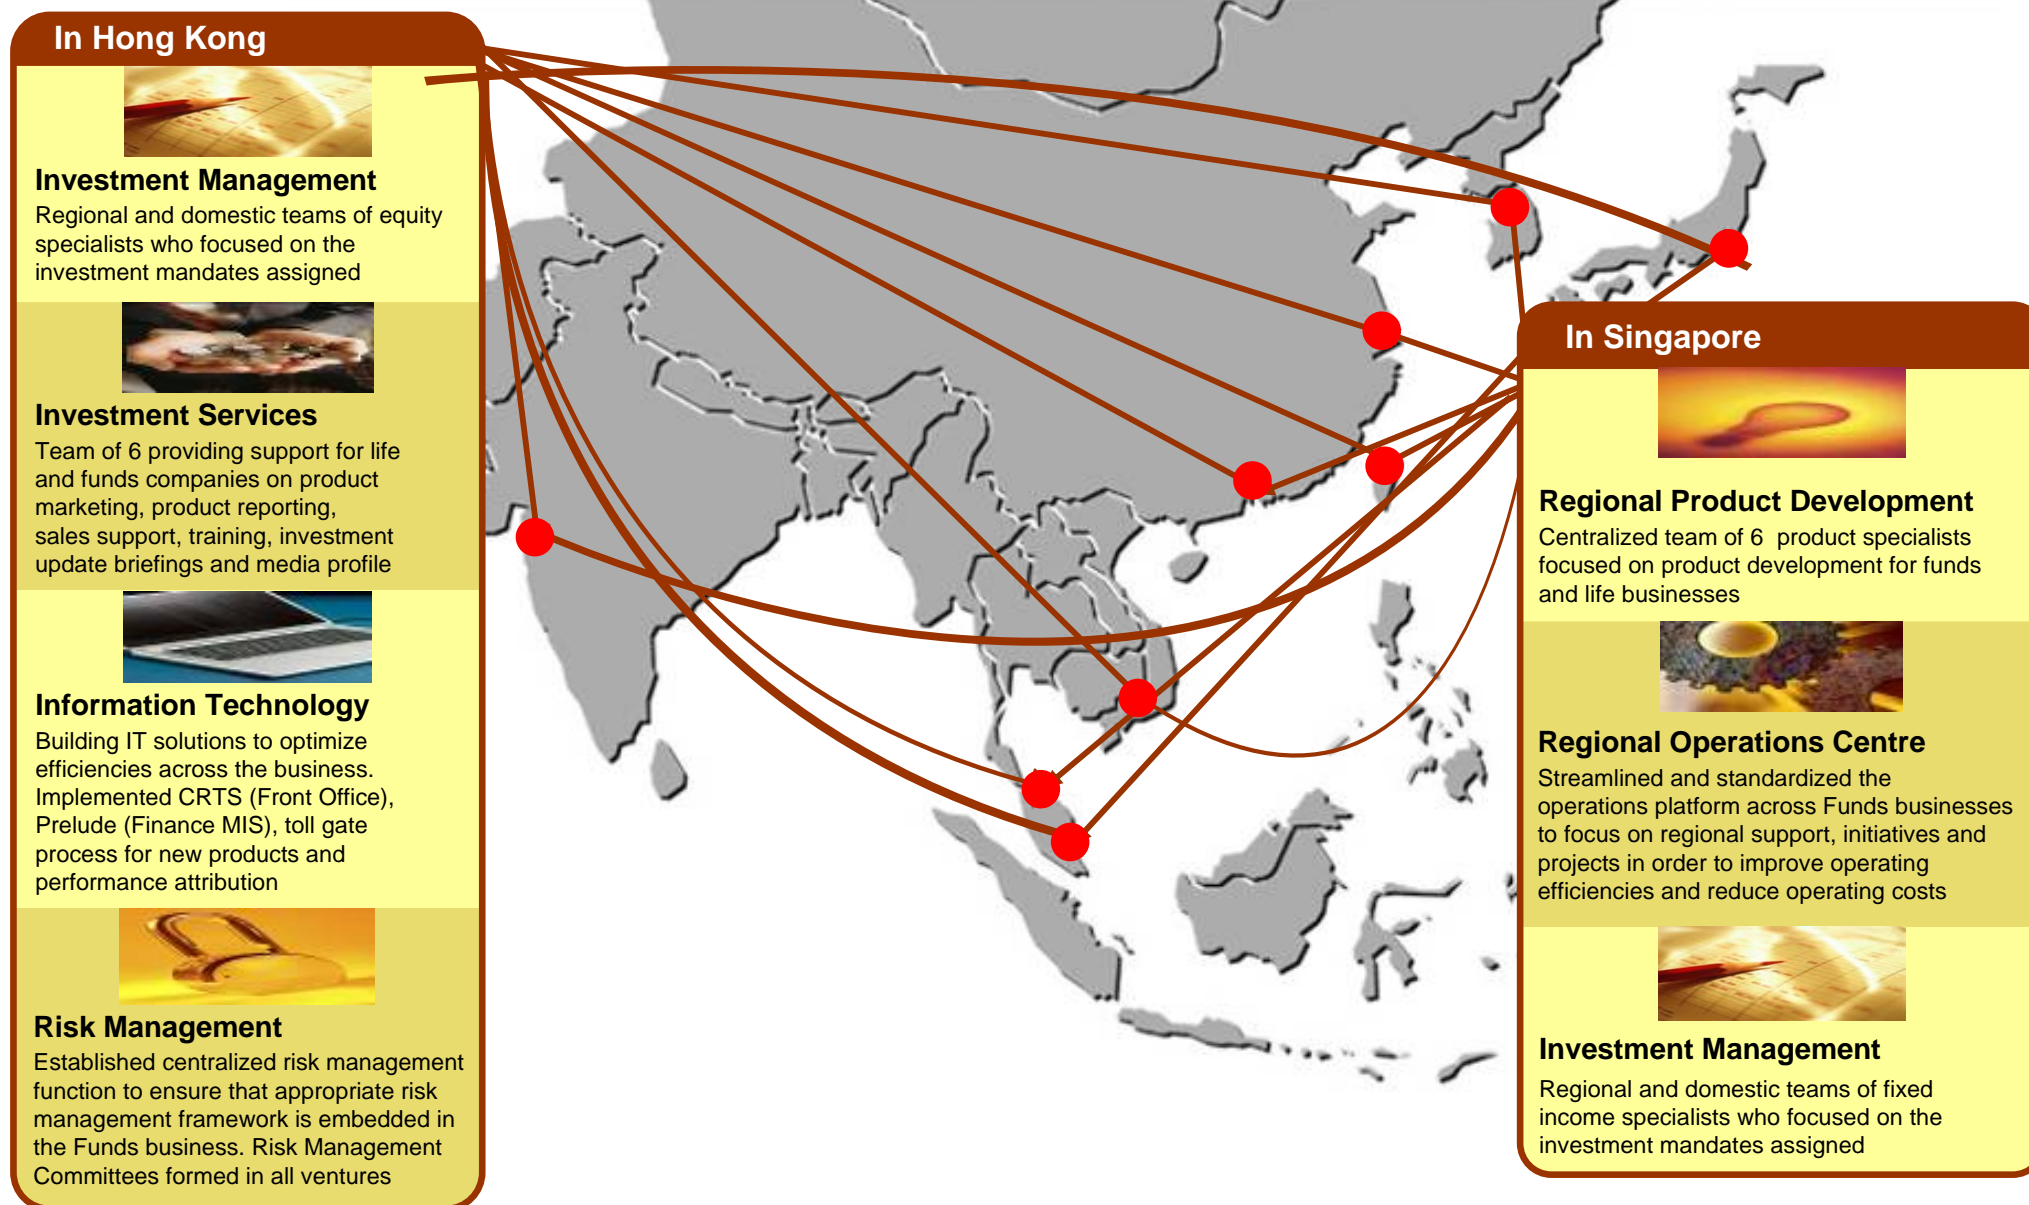 In Hong Kong
Investment Management
Regional and domestic teams of equity
specialists who focused on the
investment mandates assigned
Investment Services
Team of 6 providing support for life
and funds companies on product
marketing, product reporting,
sales support, training, investment
update briefings and media profile
Information Technology
Building IT solutions to optimize
efficiencies across the business.
Implemented CRTS (Front Office),
Prelude (Finance MIS), toll gate
process for new products and
performance attribution
Risk Management
Established centralized risk management
function to ensure that appropriate risk
management framework is embedded in
the Funds business. Risk Management
Committees formed in all ventures
In Singapore
Regional Product Development
Centralized team of 6  product specialists
focused on product development for funds
and life businesses
Regional Operations Centre
Streamlined and standardized the
operations platform across Funds businesses
to focus on regional support, initiatives and
projects in order to improve operating
efficiencies and reduce operating costs
Investment Management
Regional and domestic teams of fixed
income specialists who focused on the
investment mandates assigned